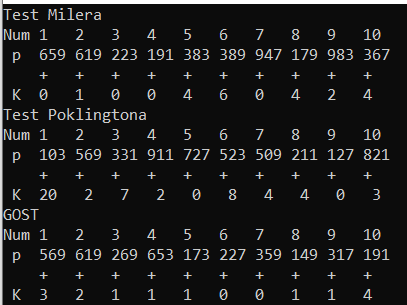 Test Milera
Num 1 2 3 4 5 6 7 8 9 10
p 659 619 223 191 383 389 947 179 983 367
+ + + + + + + + + +
K 0 1 0 0 4 6 0 4 2 4
Test Poklingtona
Num 1 2 3 4 5 6 7 8 9 10
p 103 569 331 911 727 523 509 211 127 821
+ + + + + + + + + +
K 20 2 7 2 0 8 4 4 0 3
GOST
Num 1 2 3 4 5 6 7 8 9 10
p 569 619 269 653 173 227 359 149 317 191
+ + + + + + + + + +
K 3 2 1 1 1 0 0 1 1 4